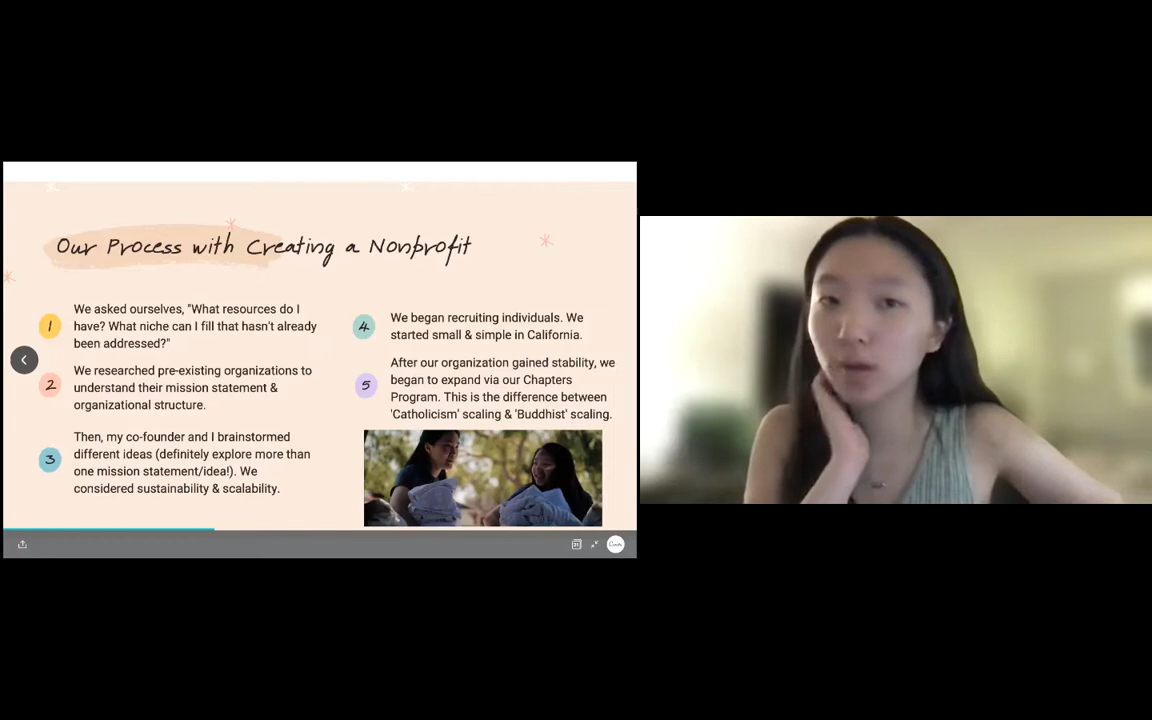 Our Process with Creating a Nonprofit
1
We asked ourselves, "What resources do I
have? What niche can I fill that hasn't already
been addressed?"
2
We researched pre-existing organizations to
understand their mission statement &
organizational structure.
3
Then, my co-founder and I brainstormed
different ideas (definitely explore more than
one mission statement/idea!). We
considered sustainability & scalability.
4
We began recruiting individuals. We
started small & simple in California.
5
After our organization gained stability, we
began to expand via our Chapters
Program. This is the difference between
'Catholicism' scaling & 'Buddhist' scaling.
Canva